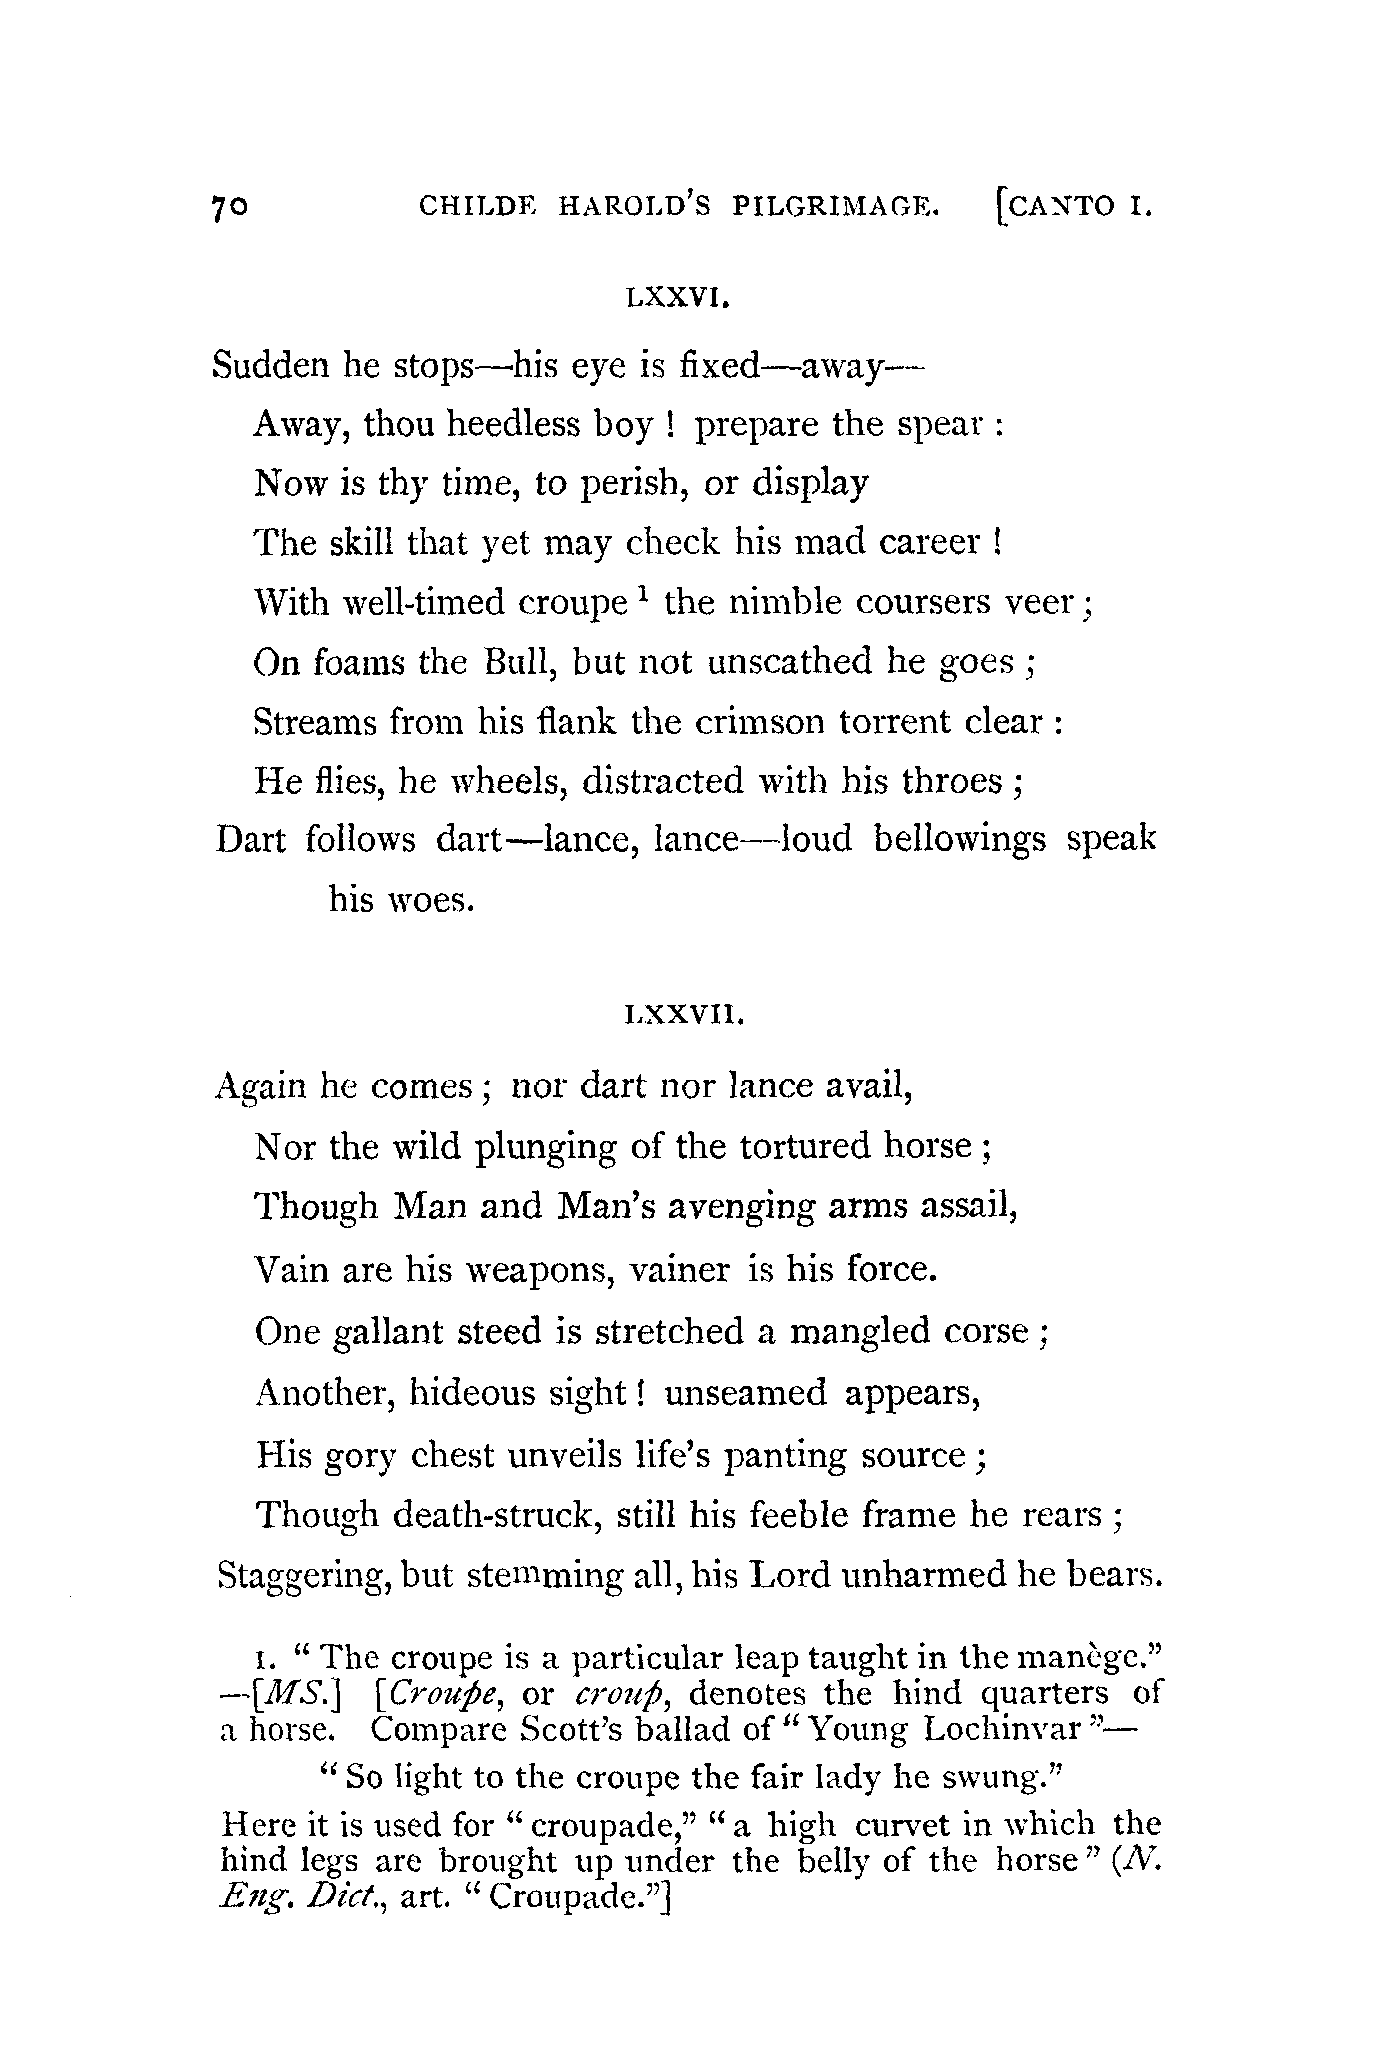 70 CHILDE HAROLD'S PILGRIMAGE. [CANTO I.
LXXVI.
Sudden he stops—his eye is fixed—away—
Away, thou heedless boy! prepare the spear:
Now is thy time, to perish, or display
The skill that yet may check his mad career!
With well-timed croupe¹ the nimble coursers veer;
On foams the Bull, but not unscathed he goes;
Streams from his flank the crimson torrent clear:
He flies, he wheels, distracted with his throes;
Dart follows dart—lance, lance—loud bellowings speak
his woes.
LXXVII.
Again he comes; nor dart nor lance avail,
Nor the wild plunging of the tortured horse;
Though Man and Man's avenging arms assail,
Vain are his weapons, vainer is his force.
One gallant steed is stretched a mangled corse;
Another, hideous sight! unseamed appears,
His gory chest unveils life's panting source;
Though death-struck, still his feeble frame he rears;
Staggering, but stemming all, his Lord unharmed he bears.
1. "The croupe is a particular leap taught in the manège."
—[MS.] [Croupe, or croup, denotes the hind quarters of
a horse. Compare Scott's ballad of "Young Lochinvar"—
"So light to the croupe the fair lady he swung."
Here it is used for "croupade," "a high curvet in which the
hind legs are brought up under the belly of the horse" (N.
Eng. Dict., art. "Croupade."]